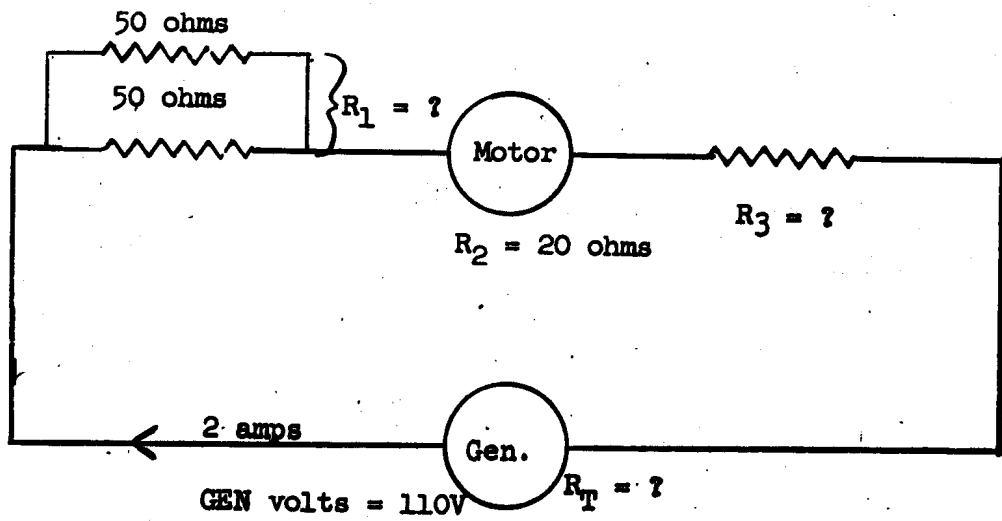 50 ohms
50 ohms
R1 = ?
Motor
R3 = ?
R2 = 20 ohms
2 amps
Gen.
GEN volts = 110V
RT = ?